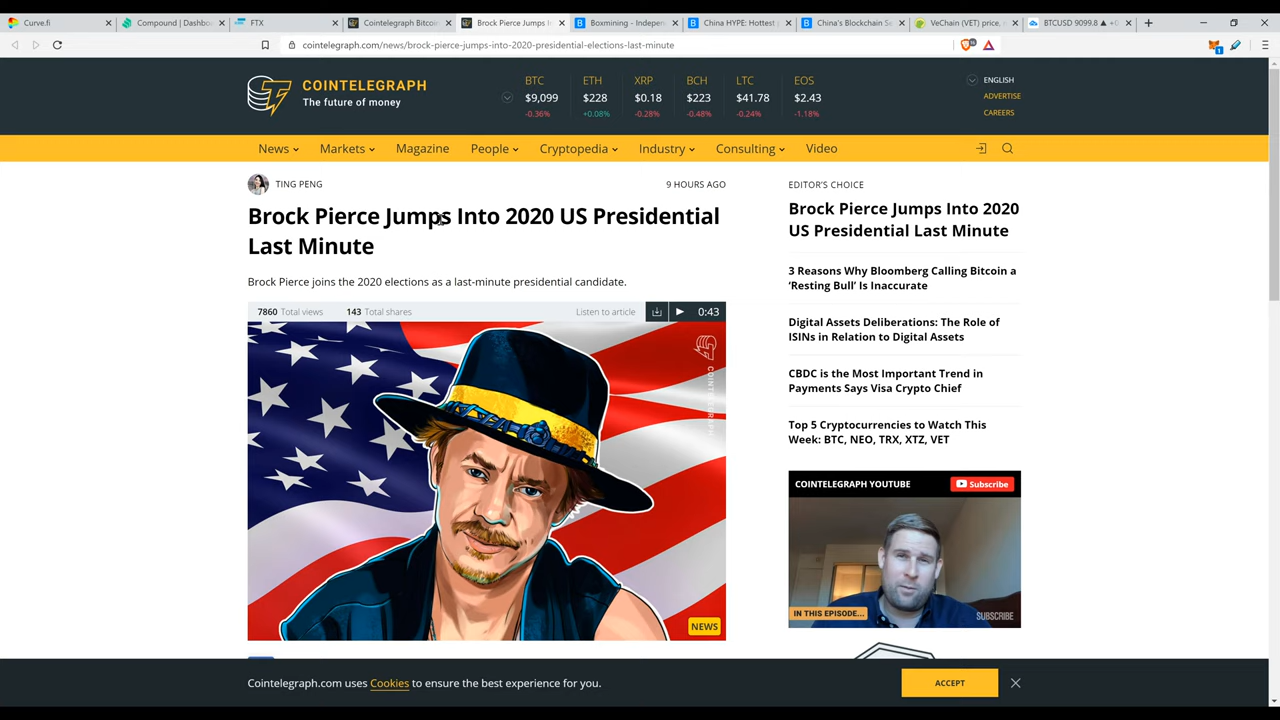 Curve.fi
Compound | Dashbo
FTX
Cointelegraph Bitcoi
Brock Pierce Jumps I
Boxmining - Indepen
China HYPE: Hottest
China's Blockchain Se
VeChain (VET) price,
BTCUSD 9099.8 ▲ +0
cointelegraph.com/news/brock-pierce-jumps-into-2020-presidential-elections-last-minute
COINTELEGRAPH
The future of money
BTC ETH XRP BCH LTC EOS
$9,099 $228 $0.18 $223 $41.78 $2.43
-0.36% +0.08% -0.28% -0.48% -0.24% -1.18%
ENGLISH
ADVERTISE
CAREERS
News Markets Magazine People Cryptopedia Industry Consulting Video
TING PENG
9 HOURS AGO
Brock Pierce Jumps Into 2020 US Presidential
Last Minute
Brock Pierce joins the 2020 elections as a last-minute presidential candidate.
7860 Total views 143 Total shares Listen to article 0:43
COINTELEGRAPH
NEWS
EDITOR'S CHOICE
Brock Pierce Jumps Into 2020
US Presidential Last Minute
3 Reasons Why Bloomberg Calling Bitcoin a
‘Resting Bull’ Is Inaccurate
Digital Assets Deliberations: The Role of
ISINs in Relation to Digital Assets
CBDC is the Most Important Trend in
Payments Says Visa Crypto Chief
Top 5 Cryptocurrencies to Watch This
Week: BTC, NEO, TRX, XTZ, VET
COINTELEGRAPH YOUTUBE
Subscribe
IN THIS EPISODE...
SUBSCRIBE
Cointelegraph.com uses Cookies to ensure the best experience for you.
ACCEPT